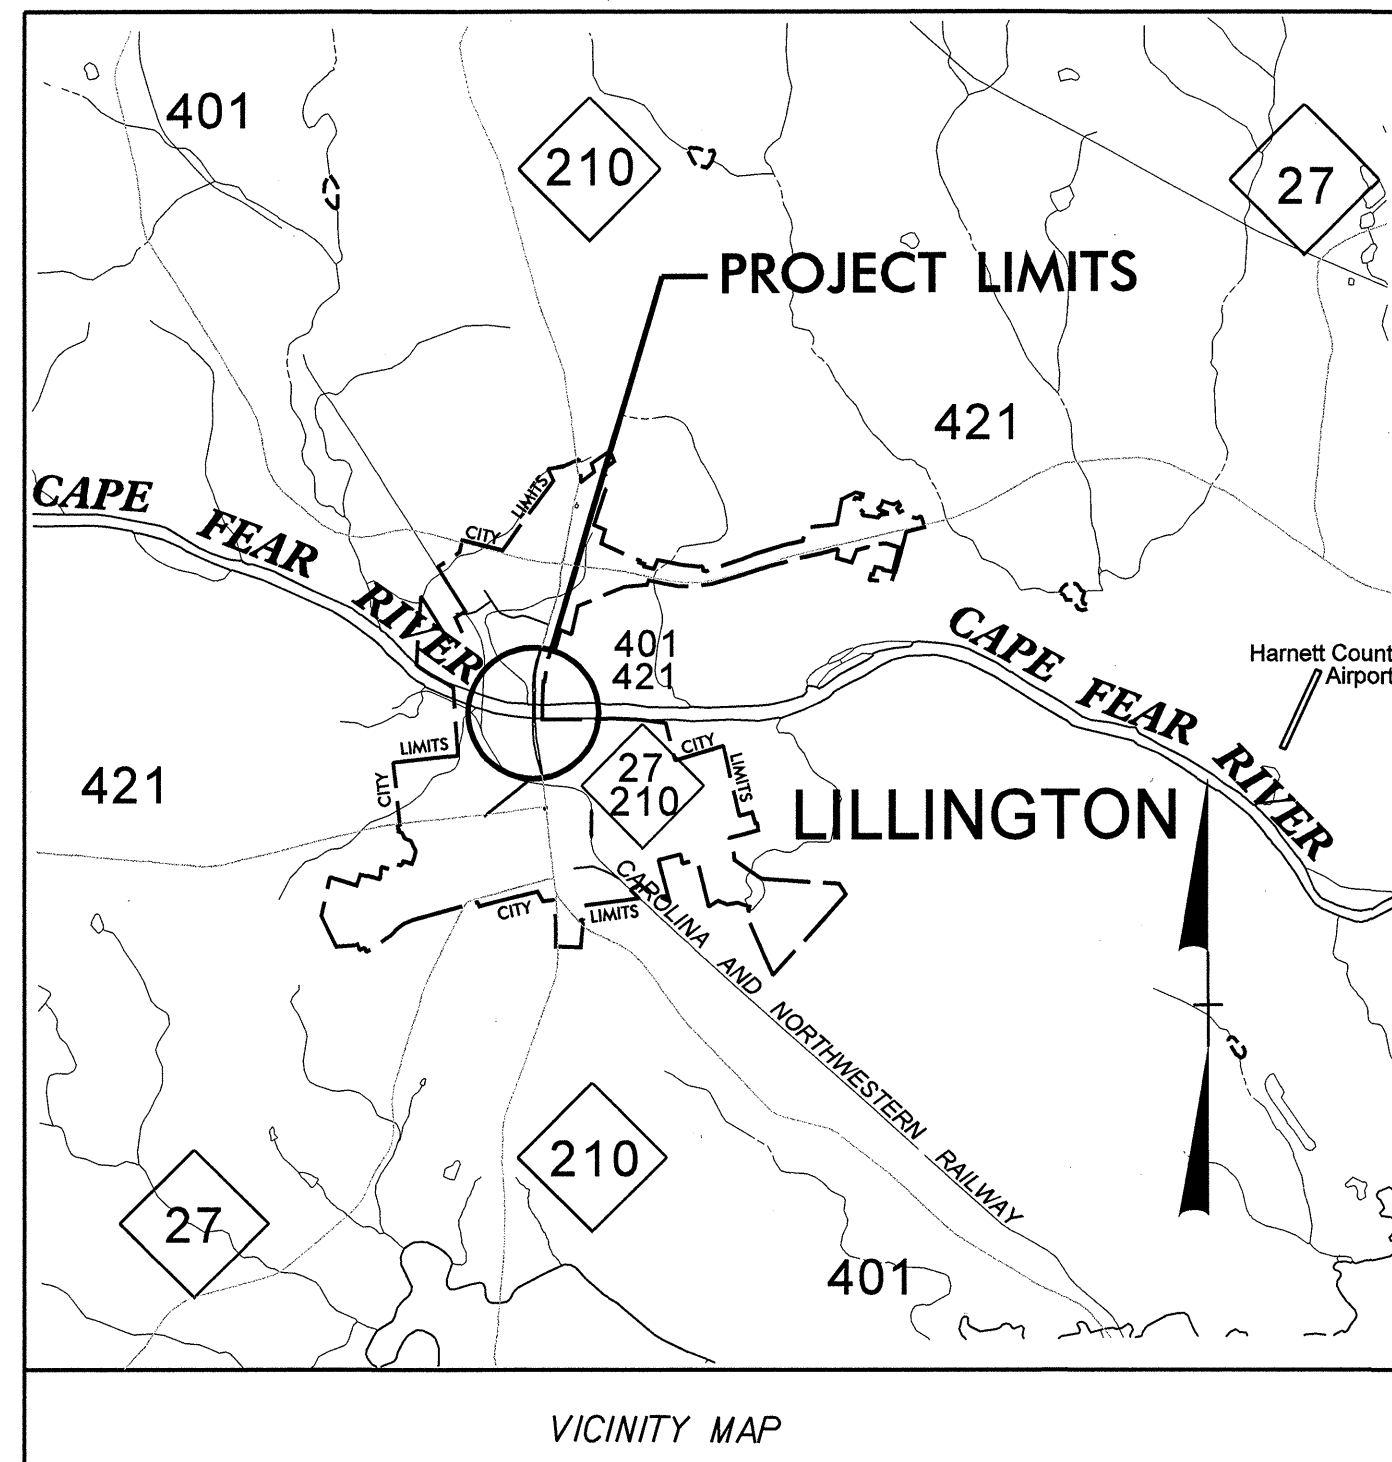 401
210
27
PROJECT LIMITS
421
CAPE FEAR RIVER
CITY LIMITS
401
421
CAPE FEAR RIVER
Harnett Count
Airport
CITY LIMITS
421
27
210
CITY LIMITS
LILLINGTON
CITY LIMITS
CAROLINA AND NORTHWESTERN RAILWAY
210
27
401
VICINITY MAP